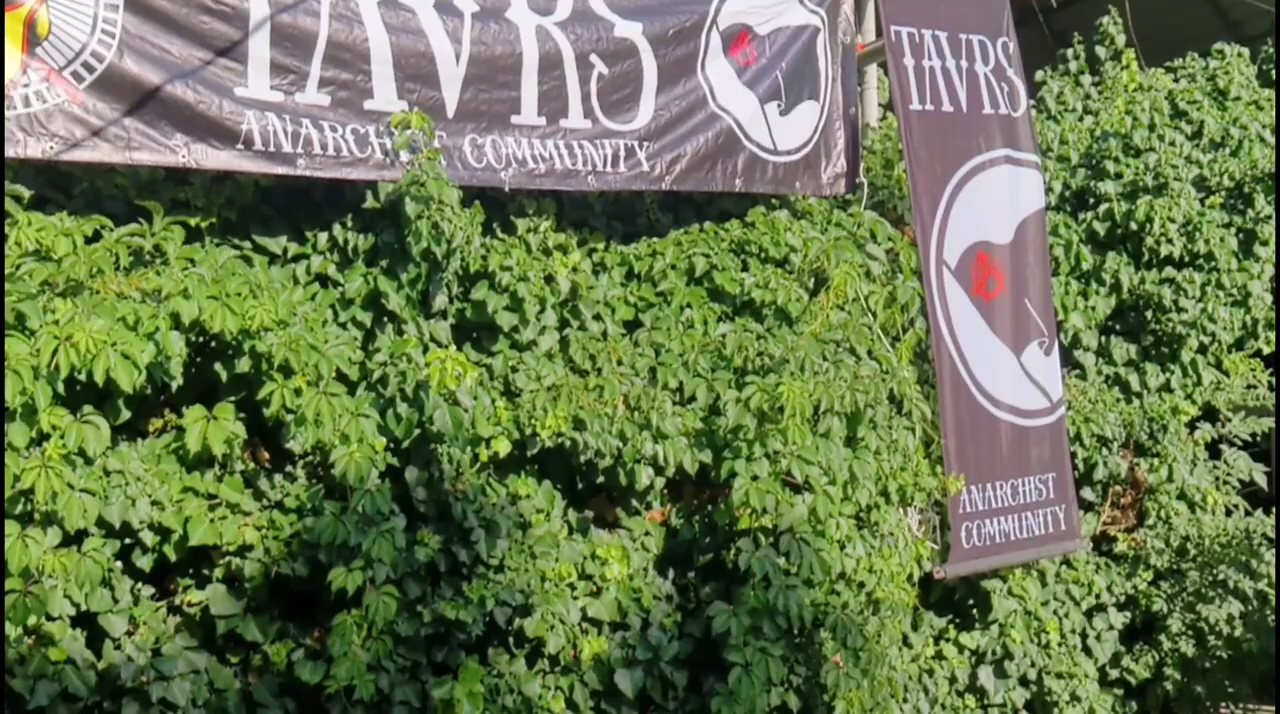 TAVRS
ANARCHIST COMMUNITY
TAVRS
ANARCHIST
COMMUNITY